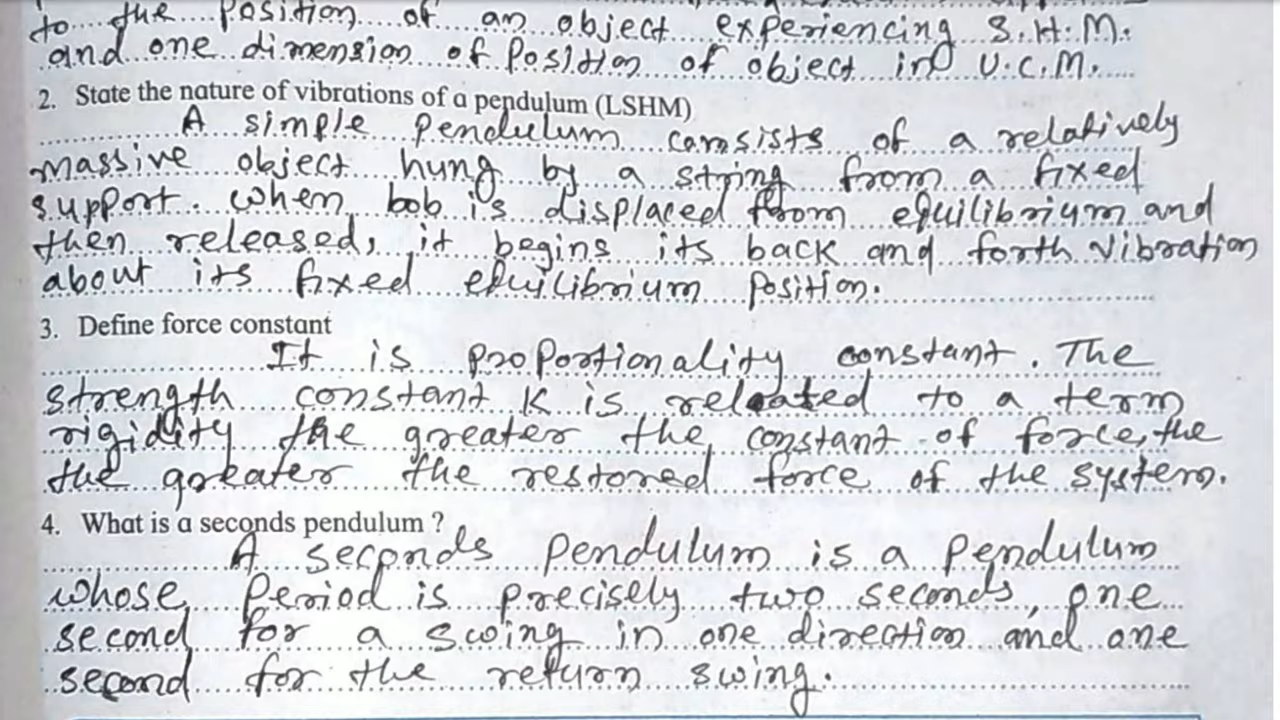 to the position of an object experiencing S.H.M.
and one dimension of position of object in U.C.M.
2. State the nature of vibrations of a pendulum (LSHM)
A simple pendulum consists of a relatively
massive object hung by a string from a fixed
support. when bob is displaced from equilibrium and
then released, it begins its back and forth vibration
about its fixed equilibrium position.
3. Define force constant
It is proportionality constant. The
strength constant K is related to a term
rigidity the greater the constant of force, the
the greater the restored force of the system.
4. What is a seconds pendulum ?
A seconds pendulum is a pendulum
whose period is precisely two seconds, one
second for a swing in one direction and one
second for the return swing.